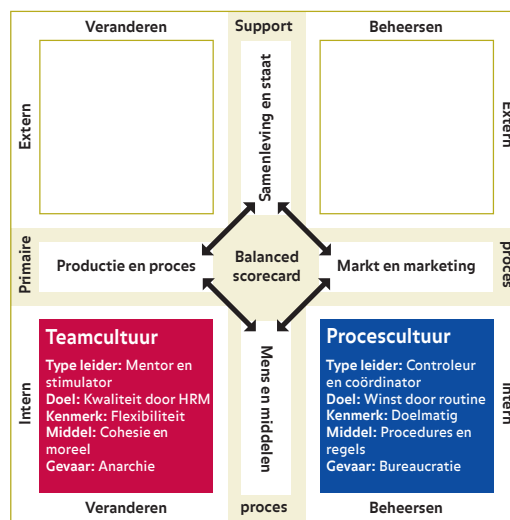 Veranderen
Support
Beheersen
Extern
Samenleving en staat
Extern
Primaire
Productie en proces
Balanced
scorecard
Markt en marketing
proces
Intern
Teamcultuur
Type leider: Mentor en
stimulator
Doel: Kwaliteit door HRM
Kenmerk: Flexibiliteit
Middel: Cohesie en
moreel
Gevaar: Anarchie
Mens en middelen
Procescultuur
Type leider: Controleur
en coördinator
Doel: Winst door routine
Kenmerk: Doelmatig
Middel: Procedures en
regels
Gevaar: Bureaucratie
Intern
Veranderen
proces
Beheersen